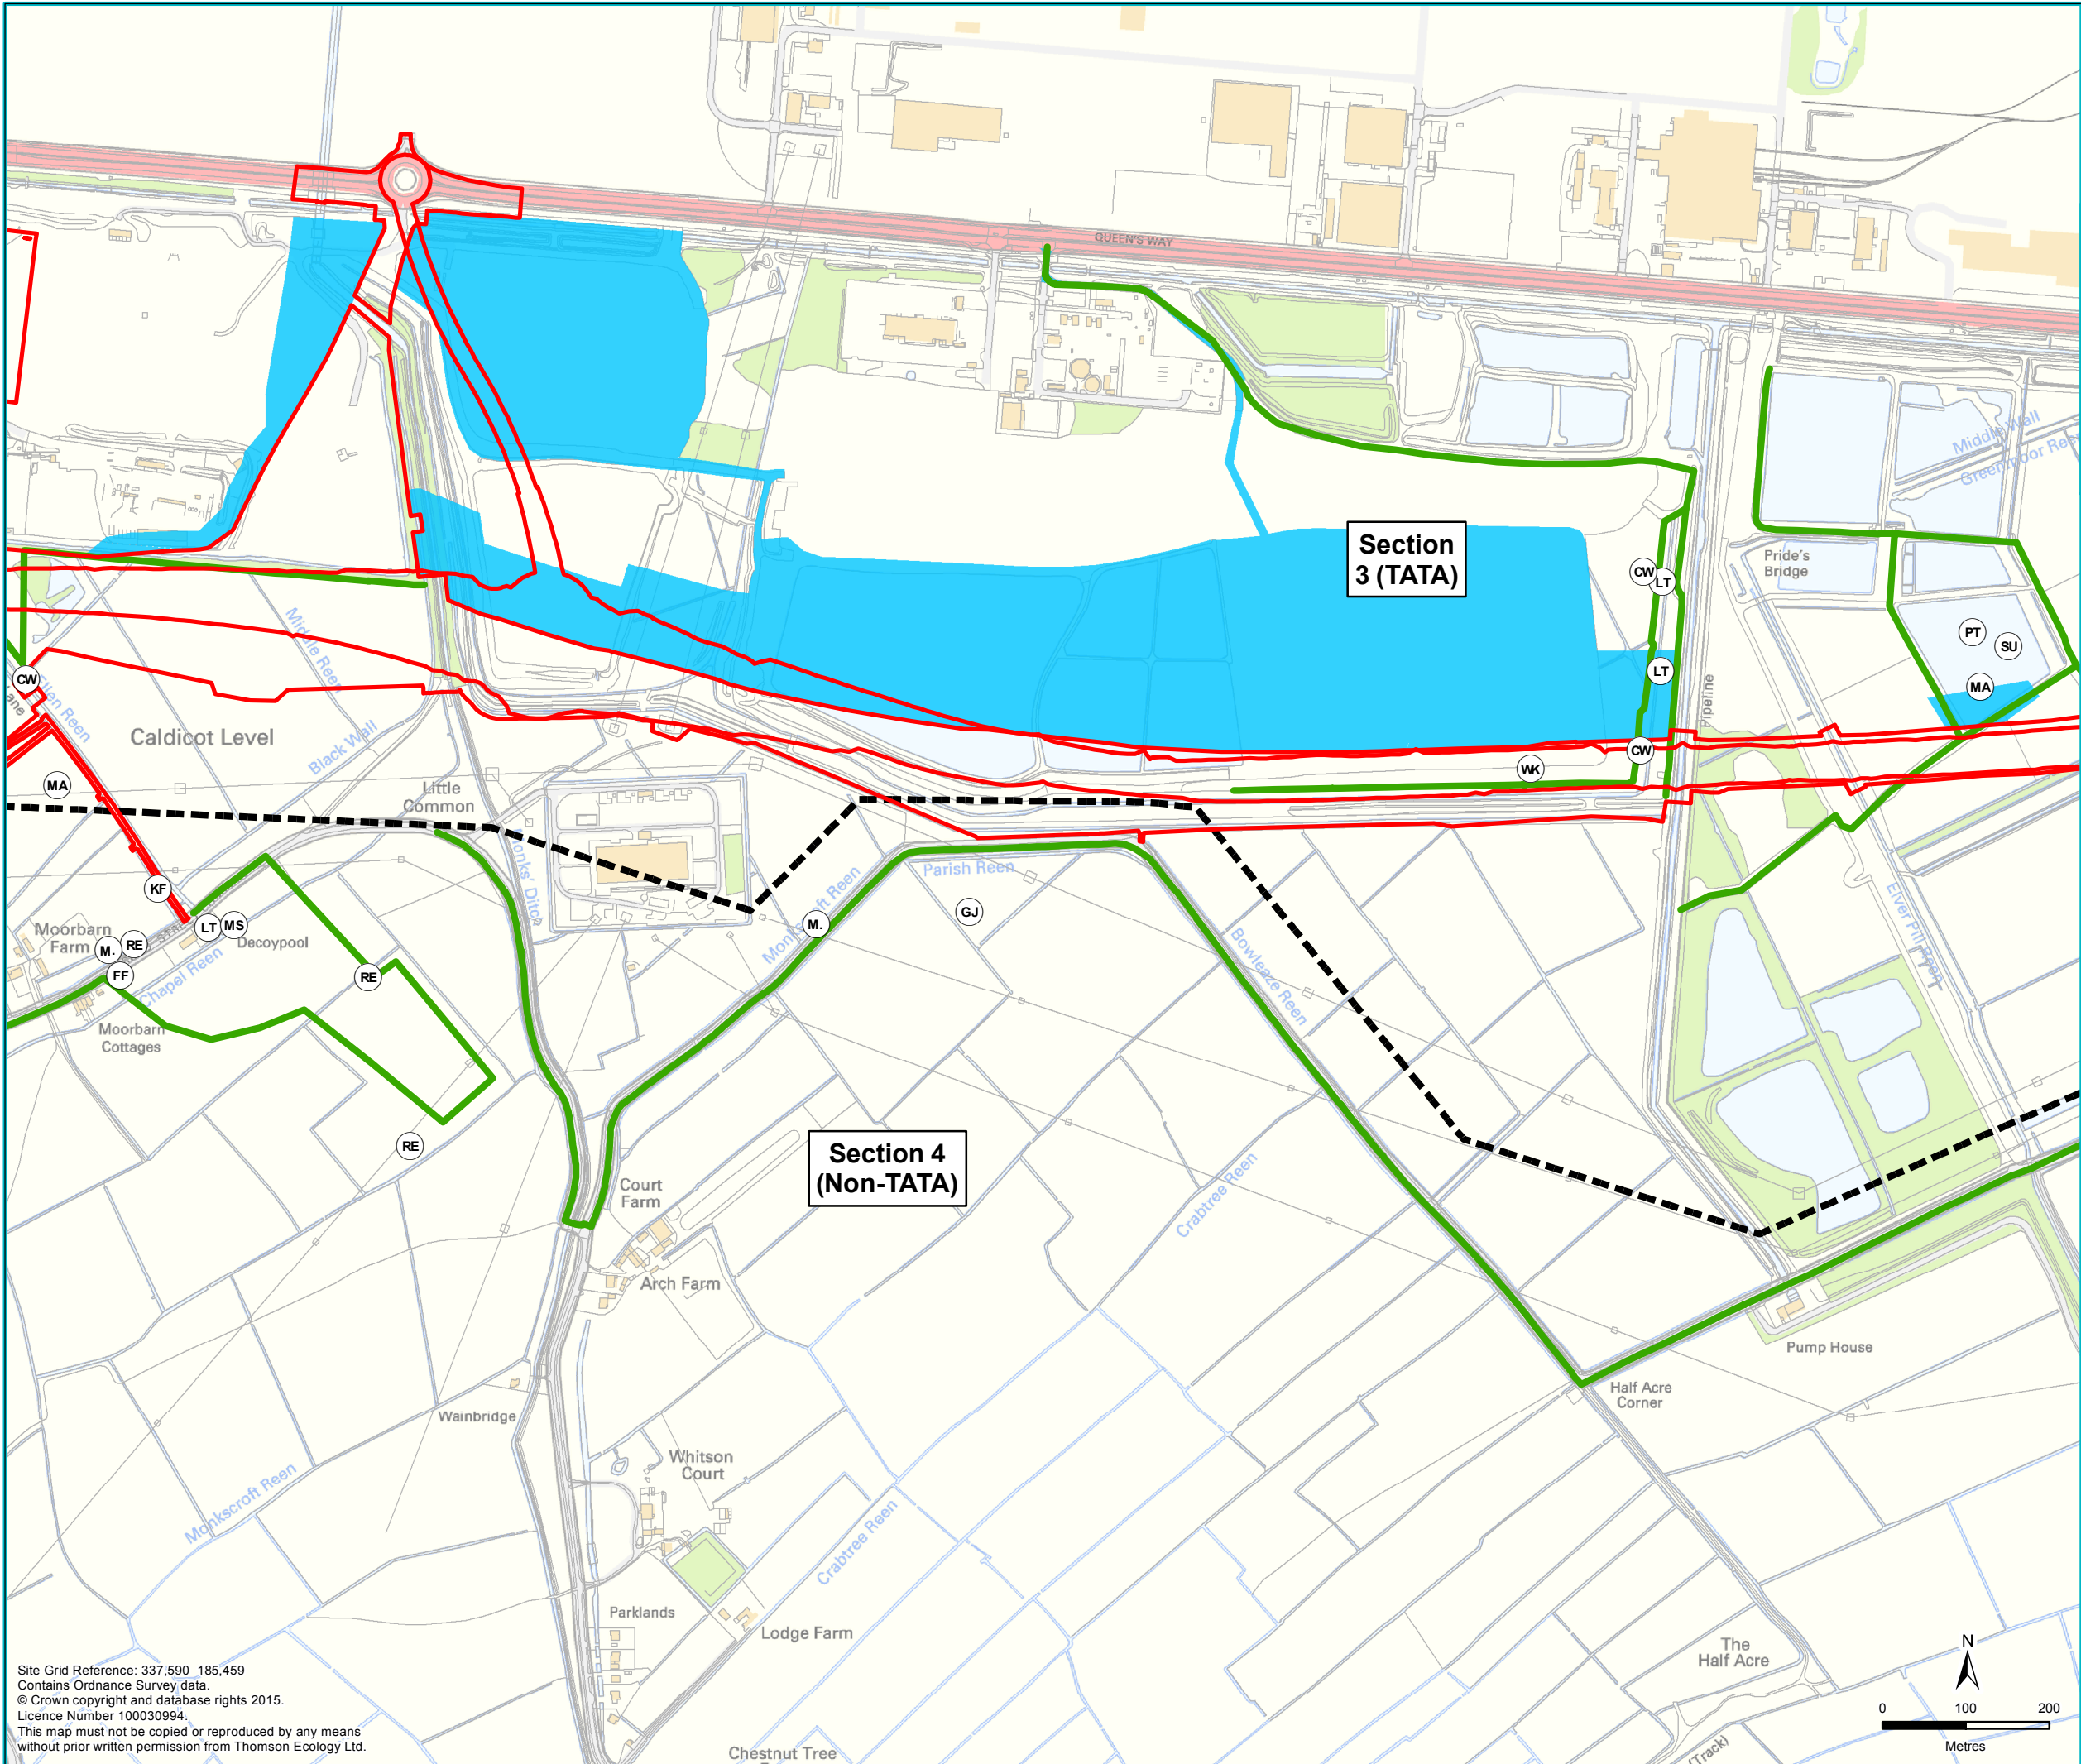 QUEEN'S WAY
Middle Wall
Greenmoor Reen
Section
3 (TATA)
Pride's
Bridge
CW
LT
PT
SU
LT
MA
Pipeline
CW
WK
CW
Ellen Reen
Middle Reen
Caldicot Level
Black Wall
MA
Little
Common
Monks' Ditch
KF
Parish Reen
Monkscroft Reen
M.
GJ
Bowleaze Reen
Elver Pill Reen
Moorbarn
Farm
M.
RE
LT
MS
Decoypool
FF
Chapel Reen
RE
Moorbarn
Cottages
RE
Section 4
(Non-TATA)
Court
Farm
Crabtree Reen
Arch Farm
Pump House
Half Acre
Corner
Wainbridge
Whitson
Court
Monkscroft Reen
Crabtree Reen
Parklands
Lodge Farm
The
Half Acre
Chestnut Tree
(Track)
Site Grid Reference: 337,590 185,459
Contains Ordnance Survey data.
© Crown copyright and database rights 2015.
Licence Number 100030994.
This map must not be copied or reproduced by any means
without prior written permission from Thomson Ecology Ltd.
N
0 100 200
Metres